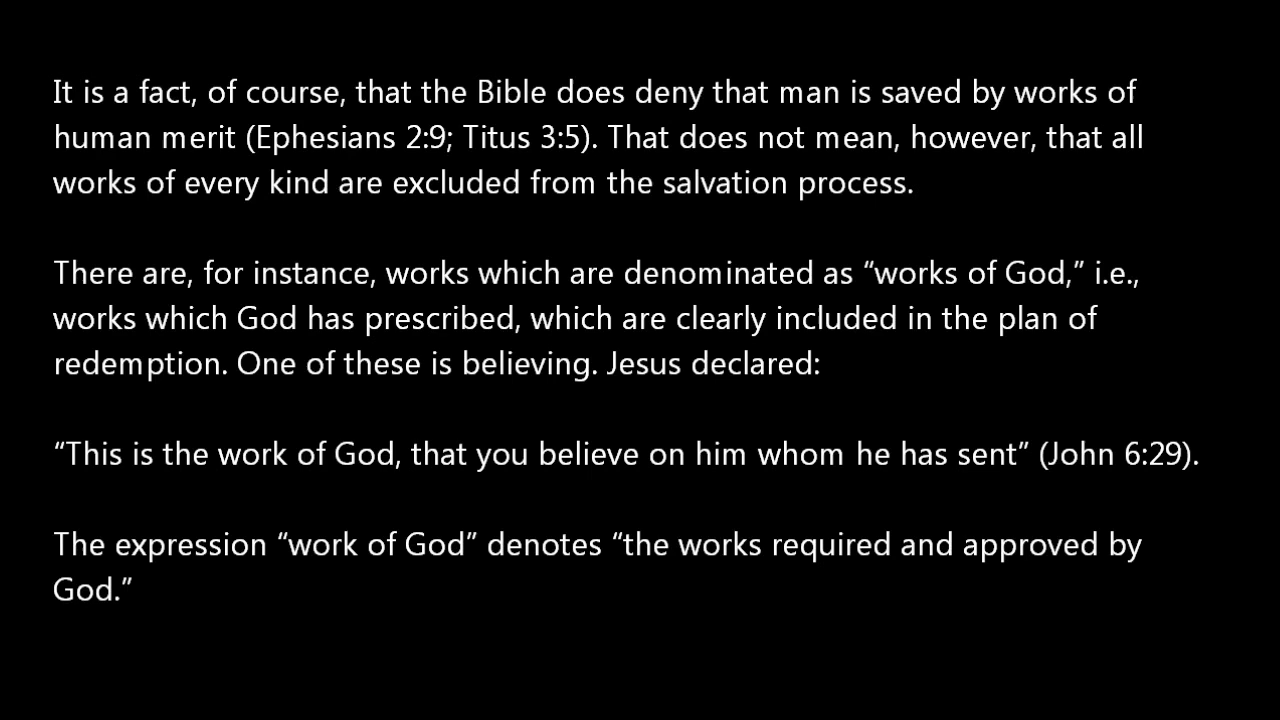 It is a fact, of course, that the Bible does deny that man is saved by works of
human merit (Ephesians 2:9; Titus 3:5). That does not mean, however, that all
works of every kind are excluded from the salvation process.
There are, for instance, works which are denominated as “works of God,” i.e.,
works which God has prescribed, which are clearly included in the plan of
redemption. One of these is believing. Jesus declared:
“This is the work of God, that you believe on him whom he has sent” (John 6:29).
The expression “work of God” denotes “the works required and approved by
God.”